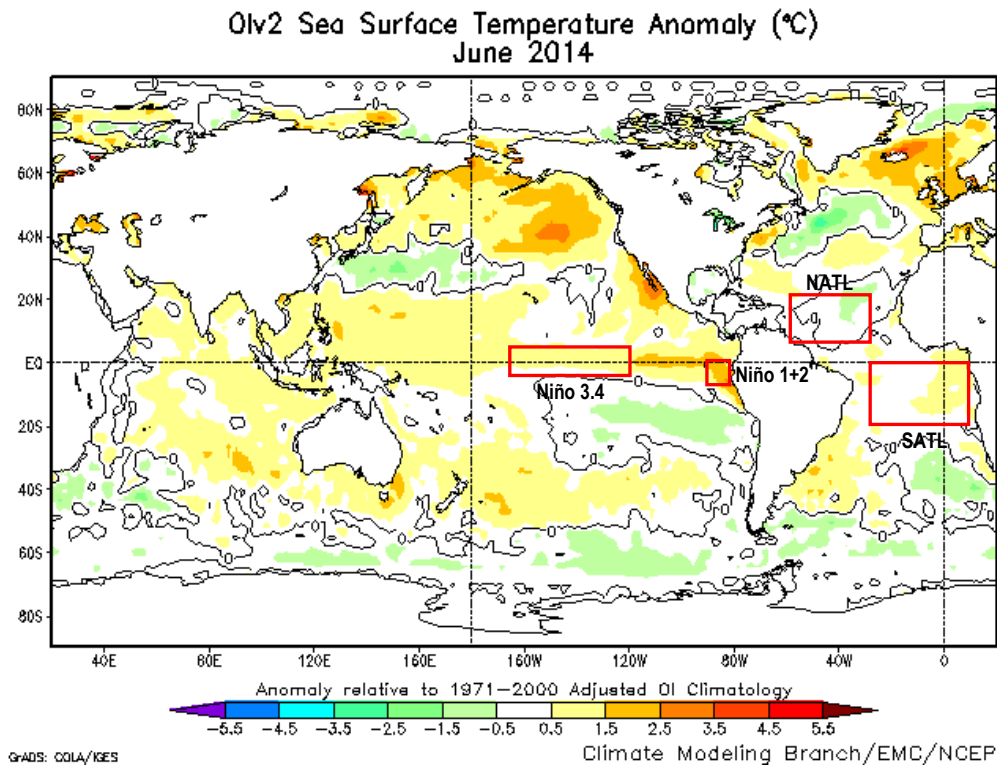 OIv2 Sea Surface Temperature Anomaly (°C)
June 2014
80N
60N
40N
20N
EQ
20S
40S
60S
80S
NATL
Niño 3.4
Niño 1+2
SATL
40E 80E 120E 160E 160W 120W 80W 40W 0
Anomaly relative to 1971-2000 Adjusted OI Climatology
-5.5 -4.5 -3.5 -2.5 -1.5 -0.5 0.5 1.5 2.5 3.5 4.5 5.5
GrADS: COLA/IGES
Climate Modeling Branch/EMC/NCEP